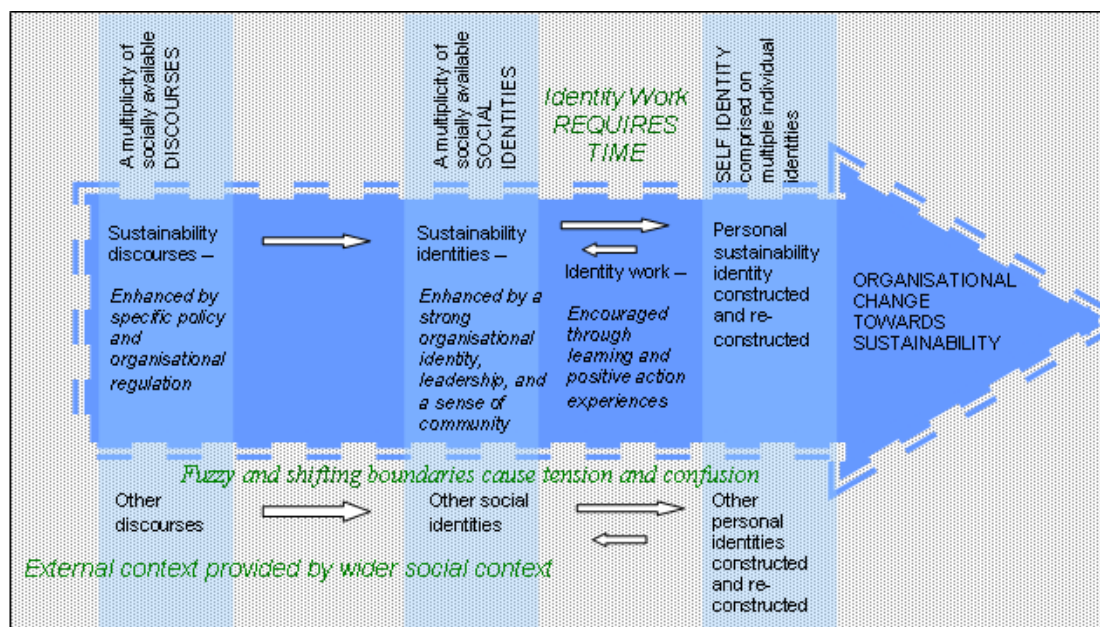 A multiplicity of
socially available
DISCOURSES
A multiplicity of
socially available
SOCIAL
IDENTITIES
Identity Work
REQUIRES
TIME
SELF IDENTITY
comprised on
multiple individual
identities
Sustainability
discourses –
Enhanced by
specific policy
and
organisational
regulation
Sustainability
identities –
Enhanced by a
strong
organisational
identity,
leadership, and
a sense of
community
Identity work –
Encouraged
through
learning and
positive action
experiences
Personal
sustainability
identity
constructed
and re-
constructed
ORGANISATIONAL
CHANGE
TOWARDS
SUSTAINABILITY
Fuzzy and shifting boundaries cause tension and confusion
Other
discourses
Other social
identities
Other
personal
identities
constructed
and re-
constructed
External context provided by wider social context